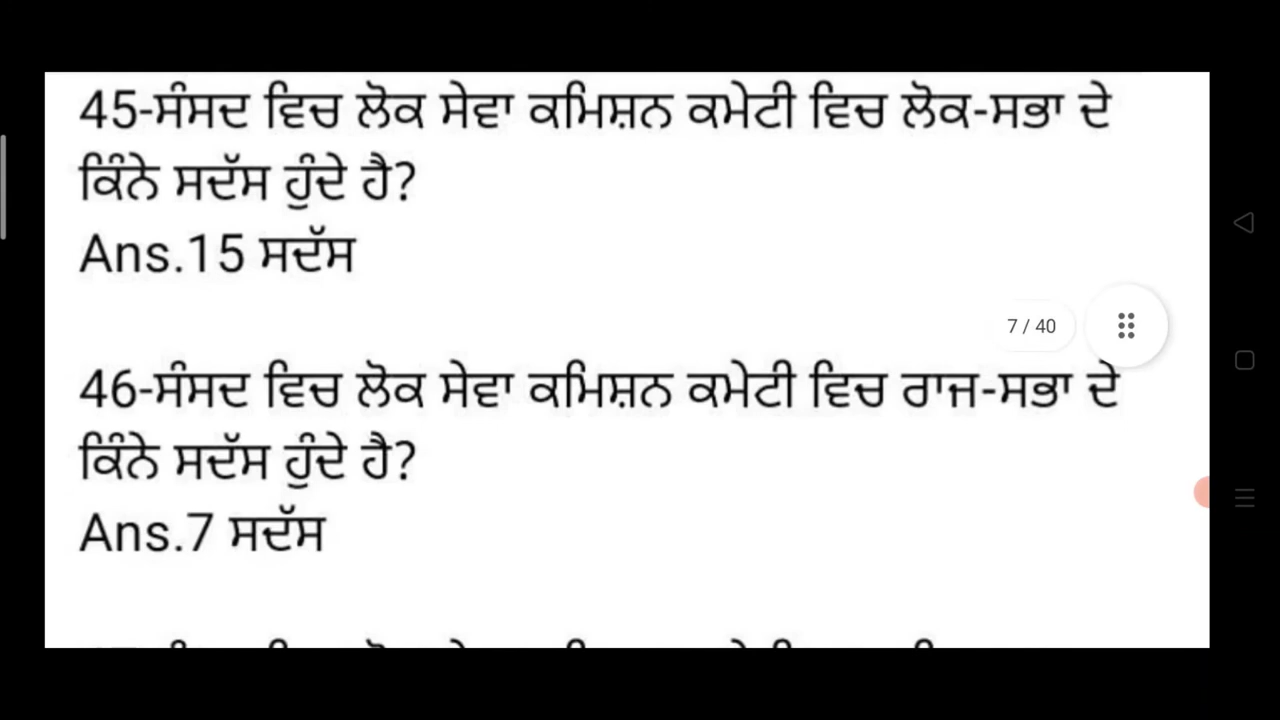 45-ਸੰਸਦ ਵਿਚ ਲੋਕ ਸੇਵਾ ਕਮਿਸ਼ਨ ਕਮੇਟੀ ਵਿਚ ਲੋਕ-ਸਭਾ ਦੇ
ਕਿੰਨੇ ਸਦੱਸ ਹੁੰਦੇ ਹੈ?
Ans.15 ਸਦੱਸ
7 / 40
46-ਸੰਸਦ ਵਿਚ ਲੋਕ ਸੇਵਾ ਕਮਿਸ਼ਨ ਕਮੇਟੀ ਵਿਚ ਰਾਜ-ਸਭਾ ਦੇ
ਕਿੰਨੇ ਸਦੱਸ ਹੁੰਦੇ ਹੈ?
Ans.7 ਸਦੱਸ